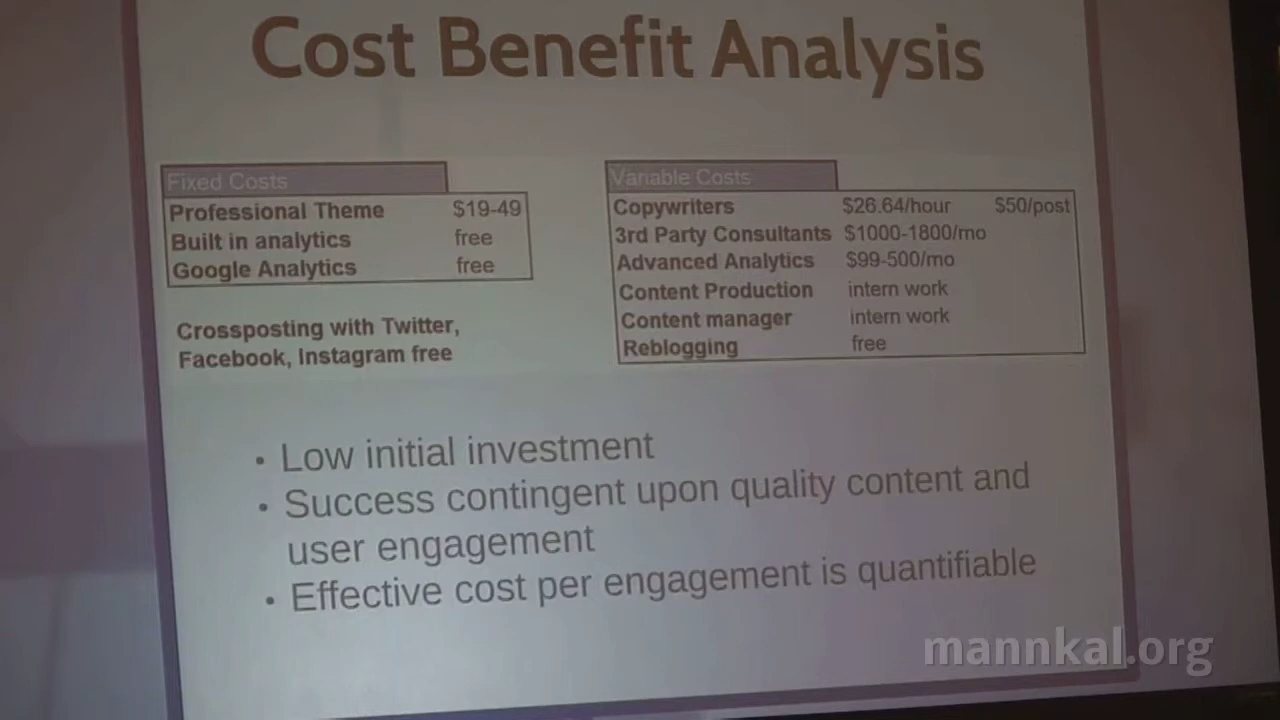 Cost Benefit Analysis
Fixed Costs
Professional Theme $19-49
Built in analytics free
Google Analytics free
Crossposting with Twitter,
Facebook, Instagram free
Variable Costs
Copywriters $26.64/hour $50/post
3rd Party Consultants $1000-1800/mo
Advanced Analytics $99-500/mo
Content Production intern work
Content manager intern work
Reblogging free
• Low initial investment
• Success contingent upon quality content and
user engagement
• Effective cost per engagement is quantifiable
mannkal.org